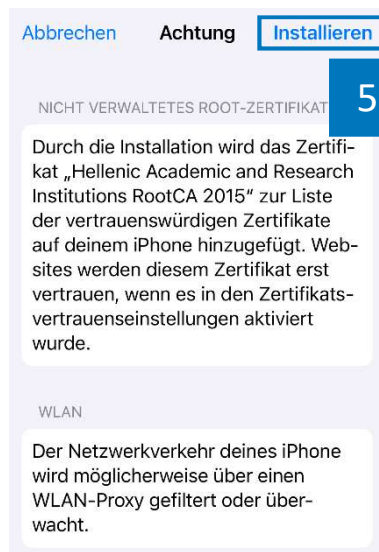 Abbrechen Achtung Installieren
5
NICHT VERWALTETES ROOT-ZERTIFIKAT
Durch die Installation wird das Zertifi-
kat „Hellenic Academic and Research
Institutions RootCA 2015“ zur Liste
der vertrauenswürdigen Zertifikate
auf deinem iPhone hinzugefügt. Web-
sites werden diesem Zertifikat erst
vertrauen, wenn es in den Zertifikats-
vertrauenseinstellungen aktiviert
wurde.
WLAN
Der Netzwerkverkehr deines iPhone
wird möglicherweise über einen
WLAN-Proxy gefiltert oder über-
wacht.